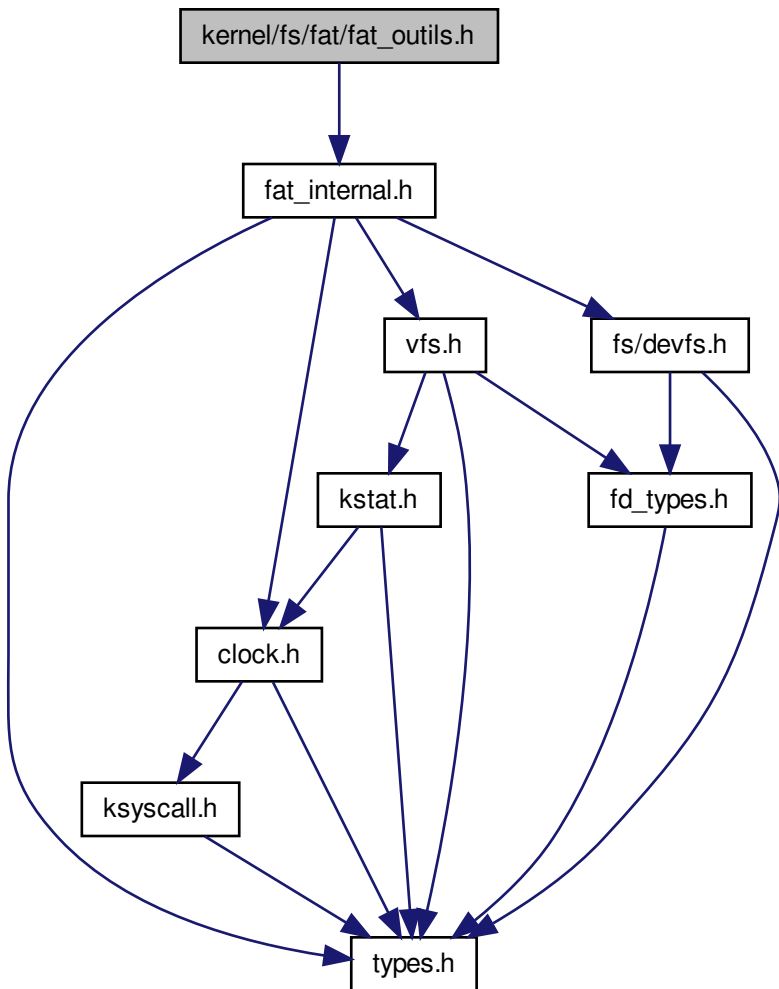 kernel/fs/fat/fat_outils.h
fat_internal.h
vfs.h
fs/devfs.h
kstat.h
fd_types.h
clock.h
ksyscall.h
types.h